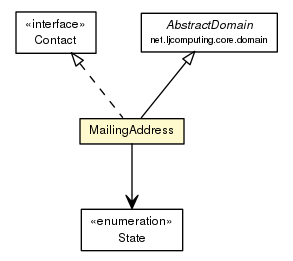 «interface»
Contact
AbstractDomain
net.ljcomputing.core.domain
MailingAddress
«enumeration»
State